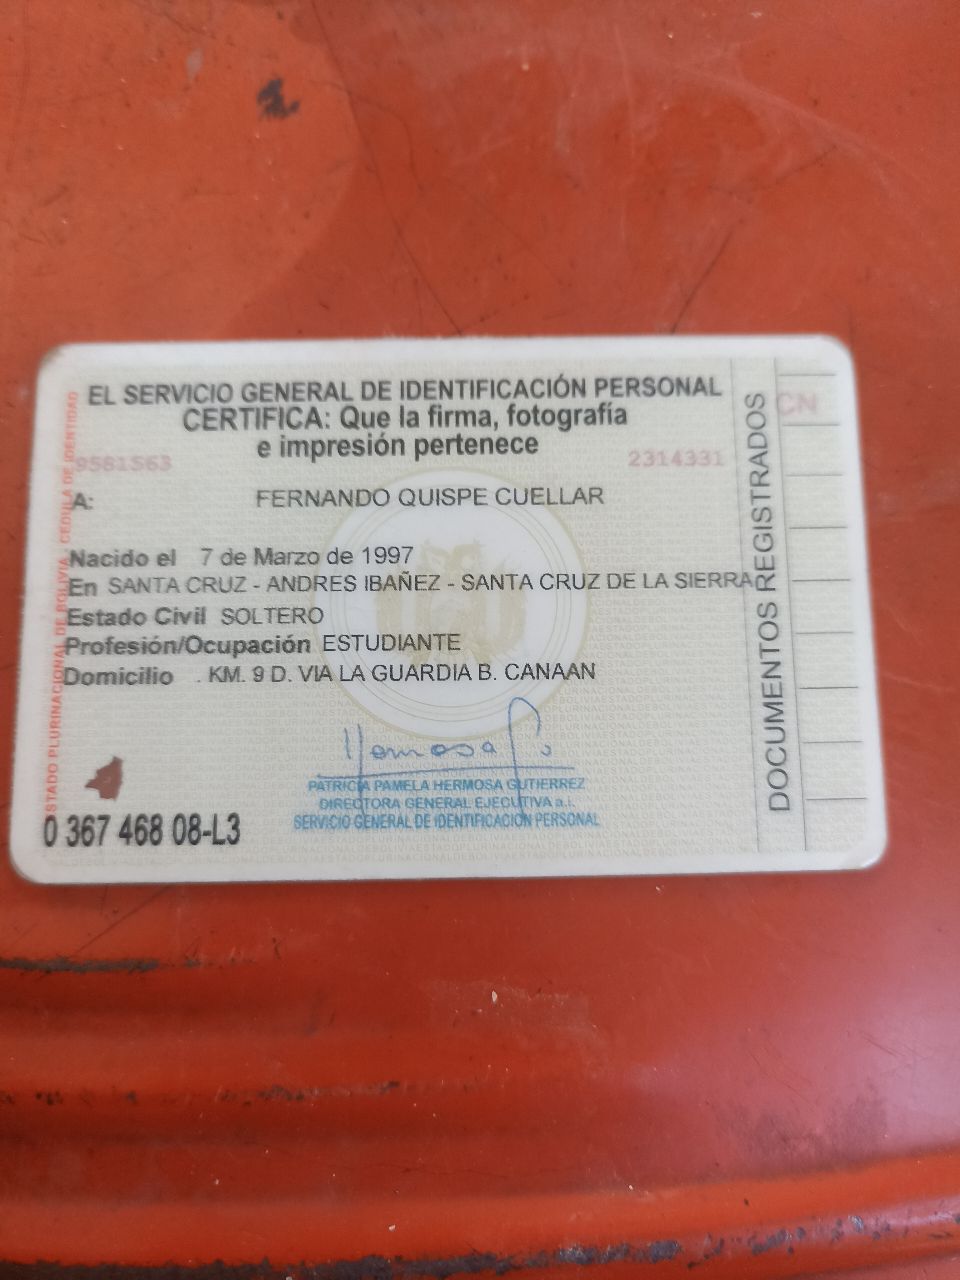 EL SERVICIO GENERAL DE IDENTIFICACIÓN PERSONAL
CERTIFICA: Que la firma, fotografía
e impresión pertenece
9581563
2314331
A: FERNANDO QUISPE CUELLAR
Nacido el 7 de Marzo de 1997
En SANTA CRUZ - ANDRES IBAÑEZ - SANTA CRUZ DE LA SIERRA
Estado Civil SOLTERO
Profesión/Ocupación ESTUDIANTE
Domicilio . KM. 9 D. VIA LA GUARDIA B. CANAAN
Hermosa
PATRICIA PAMELA HERMOSA GUTIERREZ
DIRECTORA GENERAL EJECUTIVA a.i.
SERVICIO GENERAL DE IDENTIFICACIÓN PERSONAL
0 367 468 08-L3
ESTADO PLURINACIONAL DE BOLIVIA CEDULA DE IDENTIDAD
DOCUMENTOS REGISTRADOS
CN